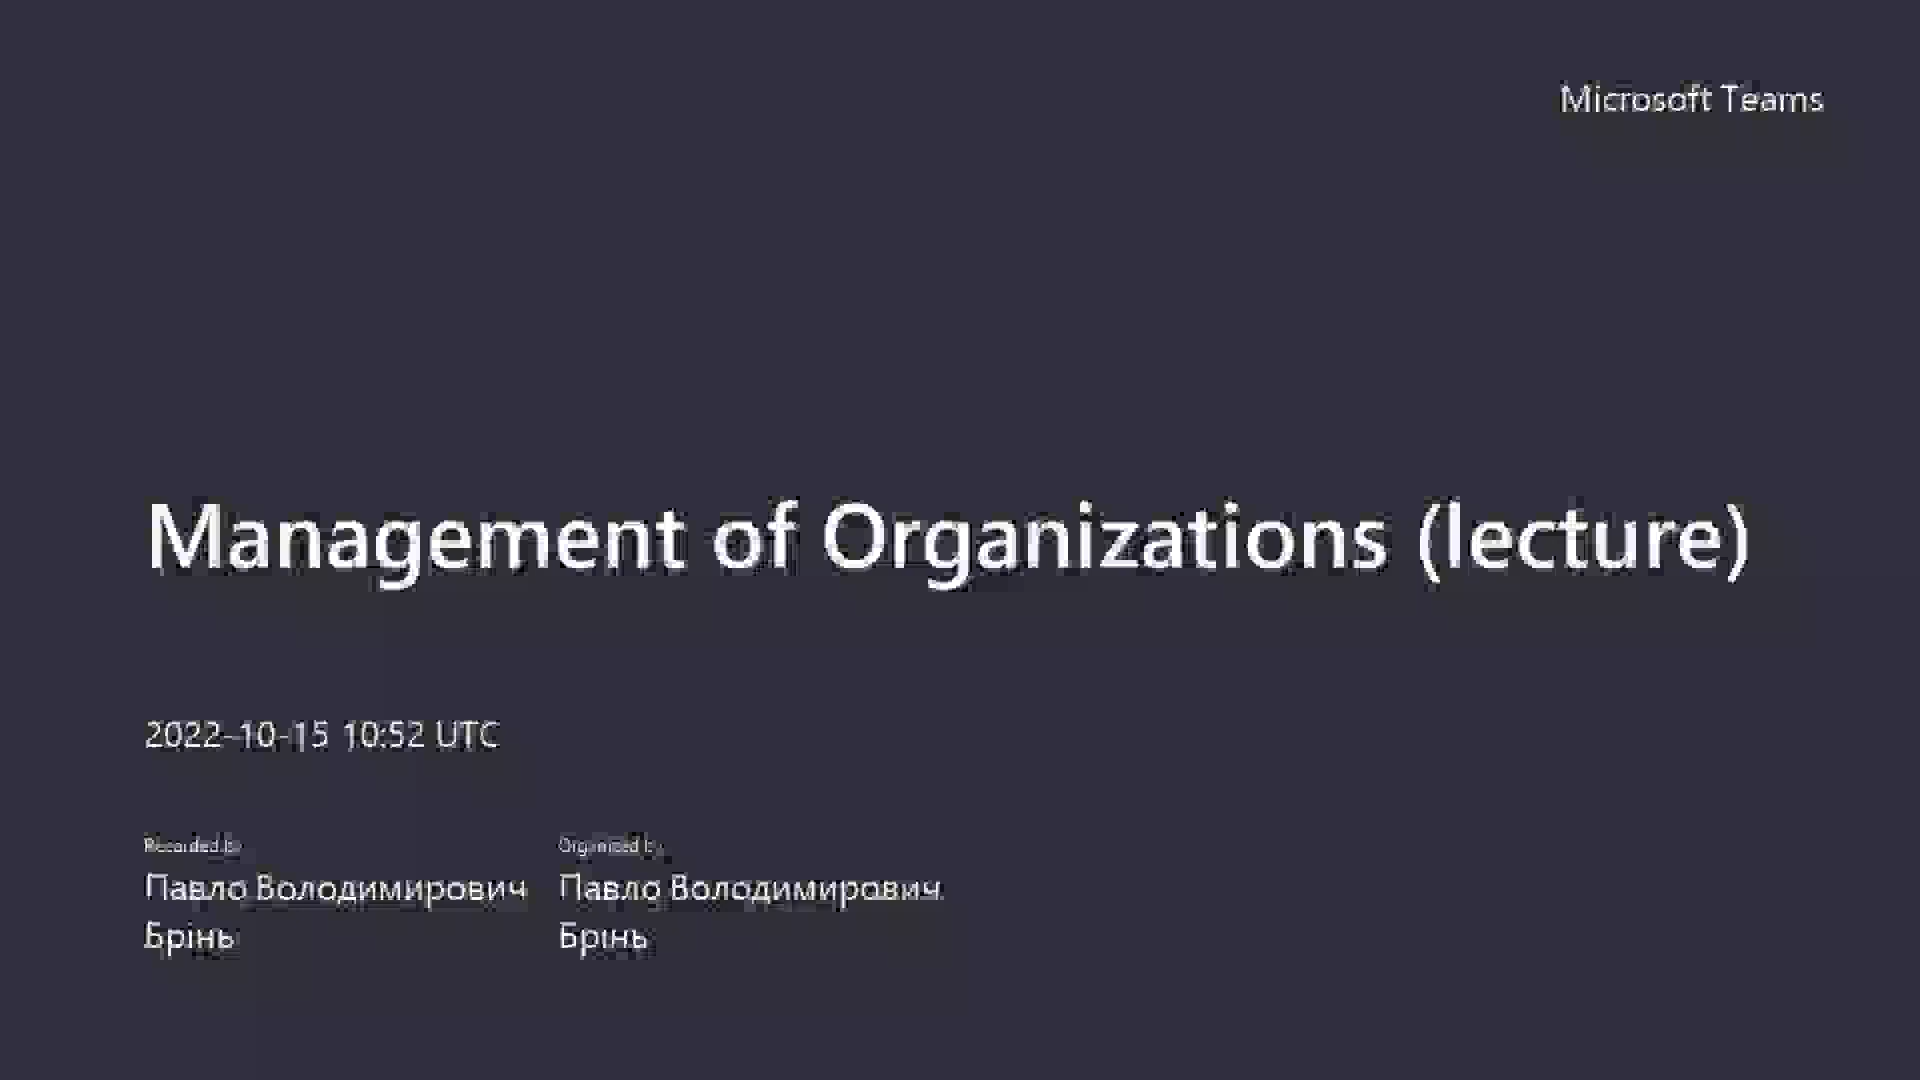 Microsoft Teams
Management of Organizations (lecture)
2022-10-15 10:52 UTC
Recorded by
Organized by
Павло Володимирович
Брінь
Павло Володимирович
Брінь